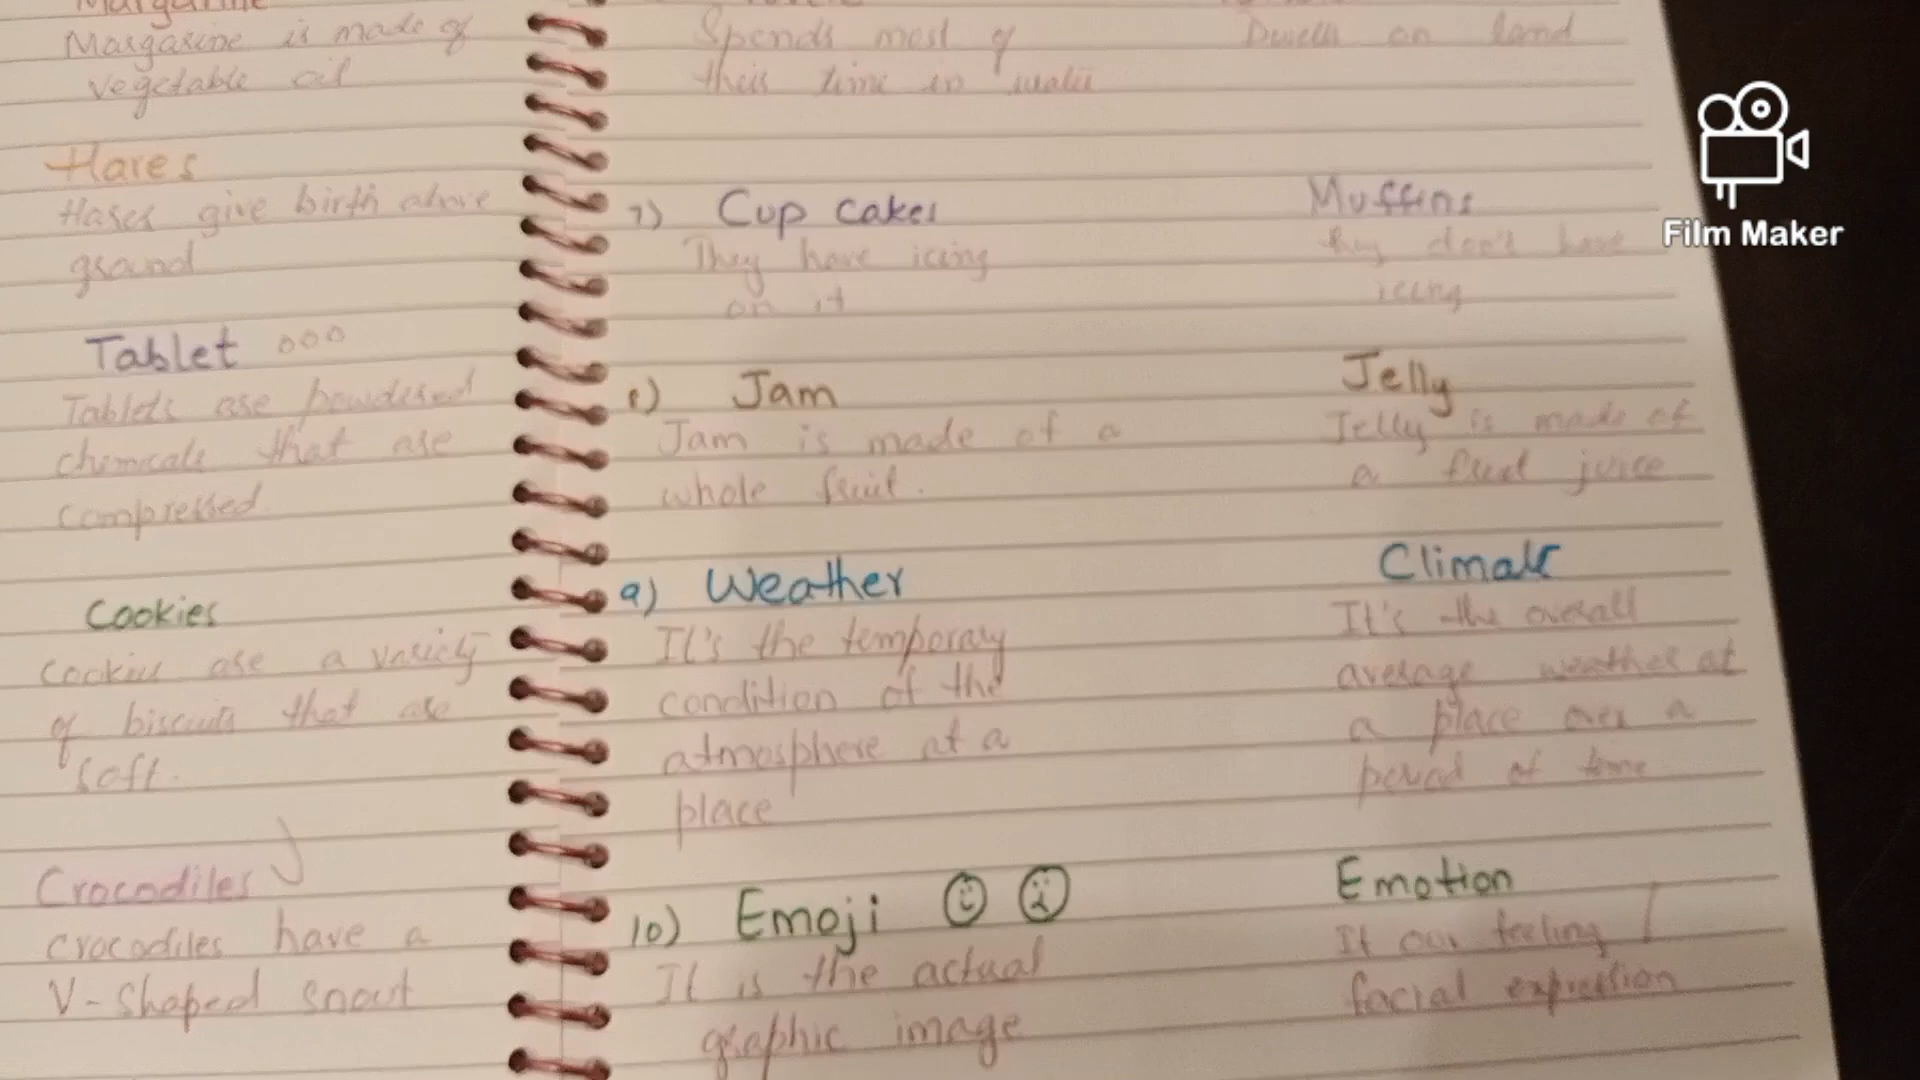 Margarine
Margarine is made of
vegetable oil
Hares
Hares give birth above
ground
Tablet ooo
Tablets are powdered
chemicals that are
compressed
Cookies
Cookies are a variety
of biscuits that are
soft.
Crocodiles
Crocodiles have a
V-Shaped snout
Spends most of
their time in water
Dwells on land
7) Cup cakes
They have icing
on it
Muffins
they don't have
icing
8) Jam
Jam is made of a
whole fruit.
Jelly
Jelly is made of
a fruit juice
9) Weather
It's the temporary
condition of the
atmosphere at a
place
Climate
It's the overall
average weather at
a place over a
period of time
10) Emoji
It is the actual
graphic image
Emotion
It our feeling /
facial expression
Film Maker